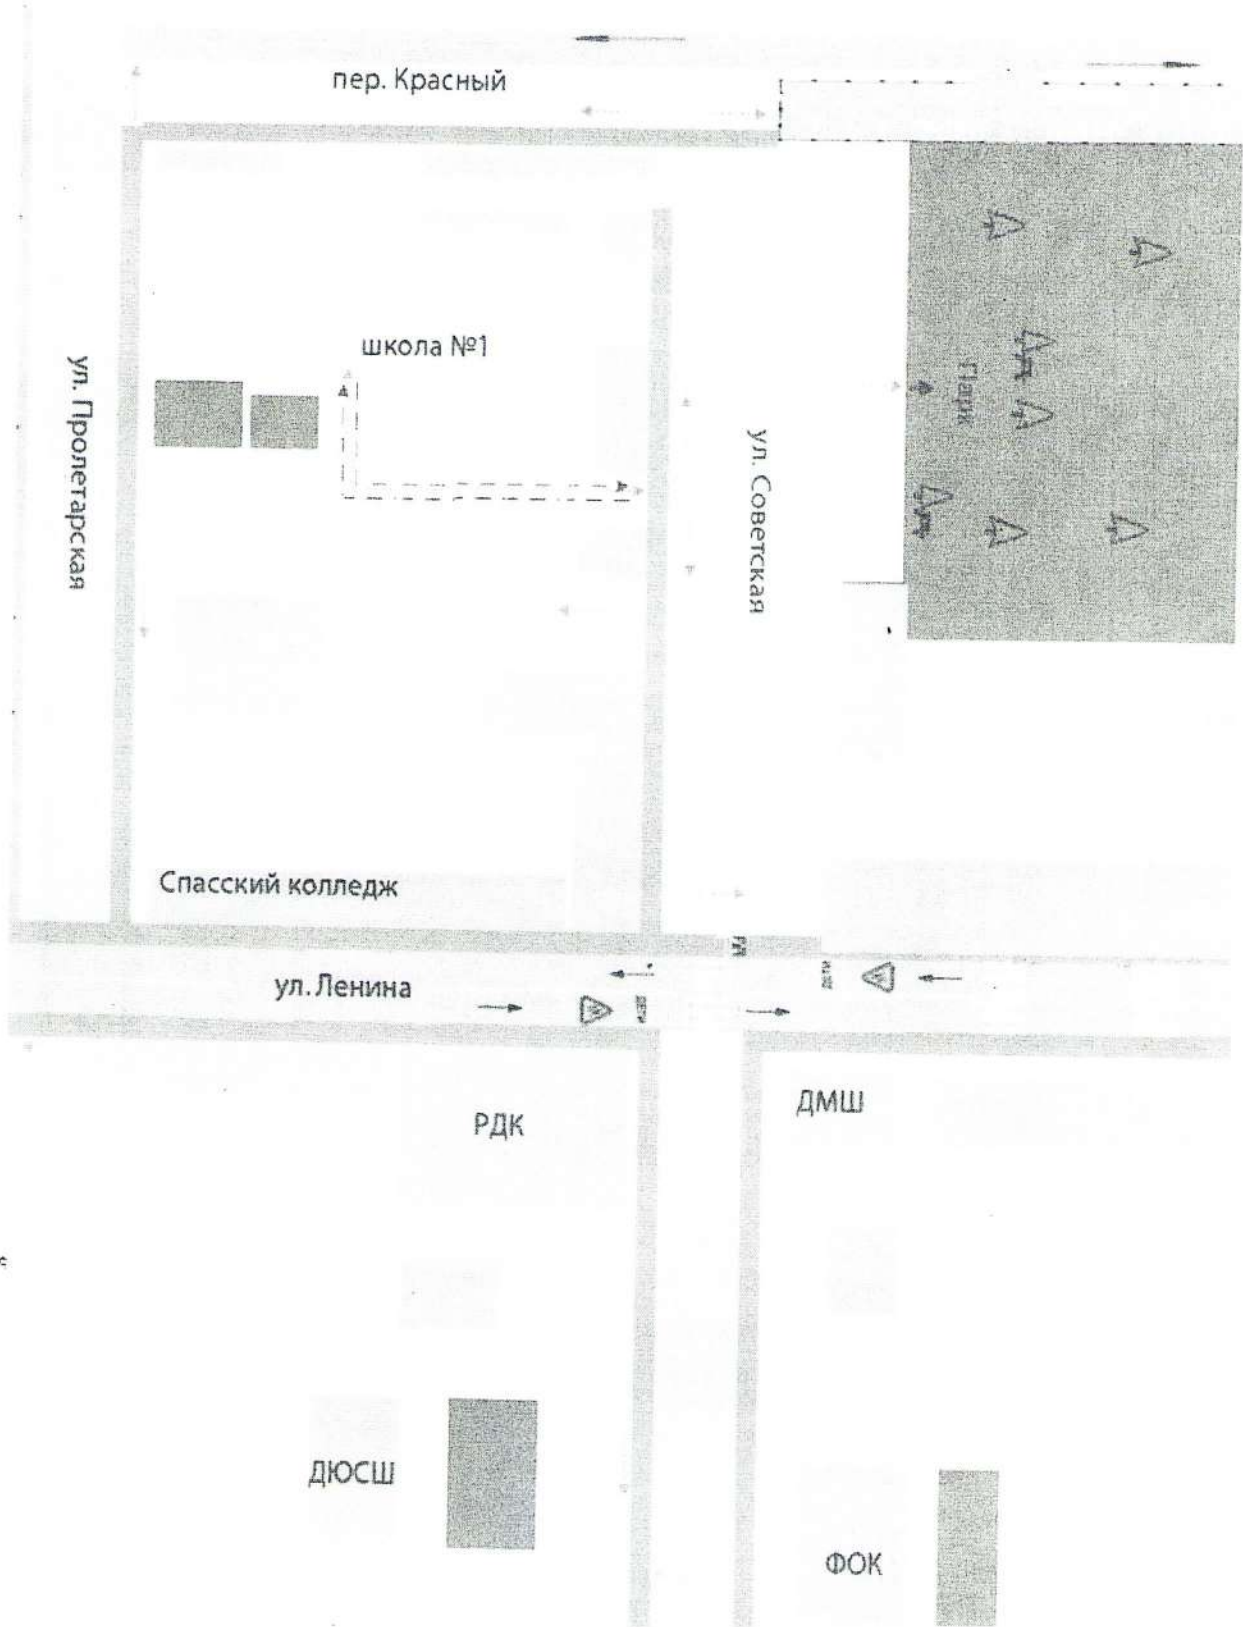 пер. Красный
школа №1
ул. Пролетарская
ул. Советская
Парк
Спасский колледж
ул. Ленина
РДК
ДМШ
ДЮСШ
ФОК